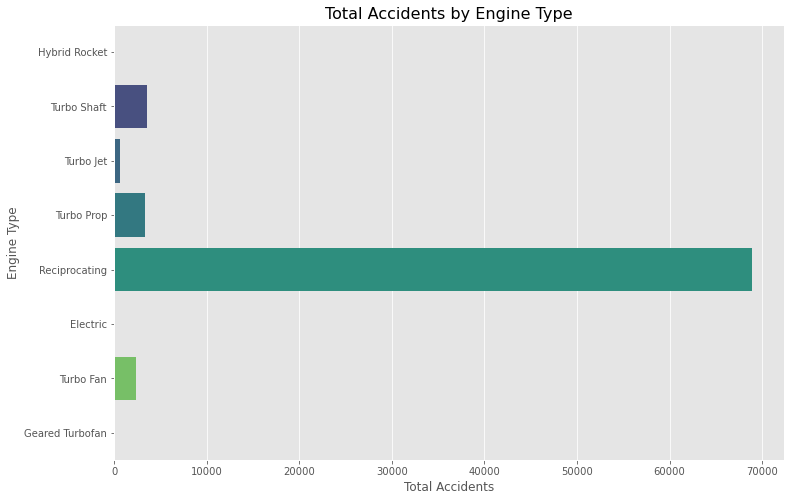 Total Accidents by Engine Type
Engine Type
Hybrid Rocket
Turbo Shaft
Turbo Jet
Turbo Prop
Reciprocating
Electric
Turbo Fan
Geared Turbofan
0 10000 20000 30000 40000 50000 60000 70000
Total Accidents